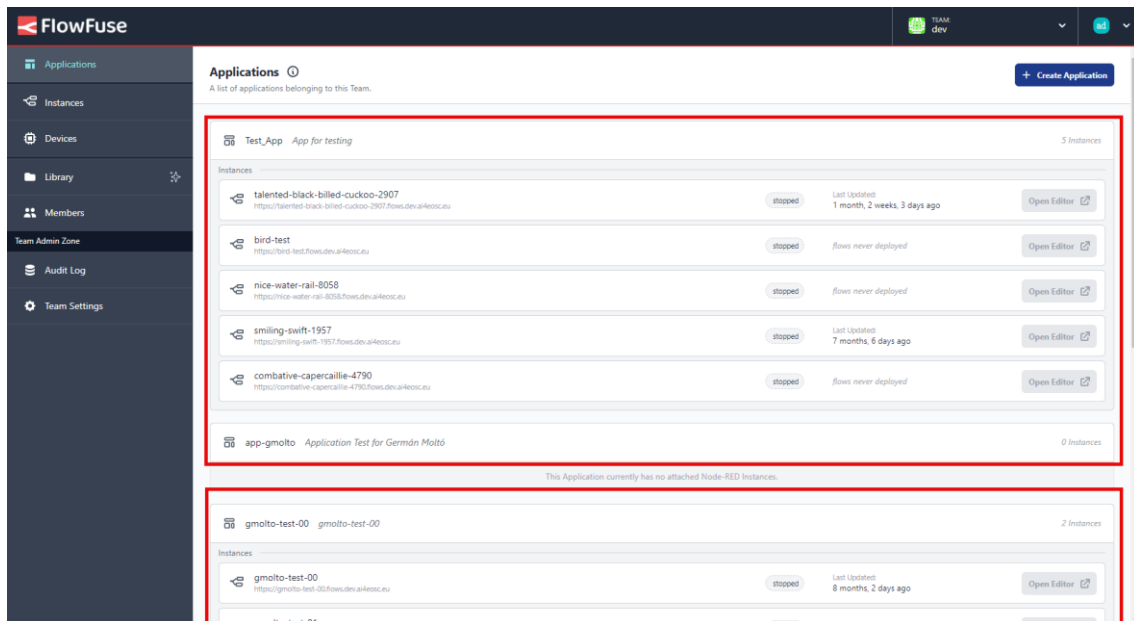 FlowFuse
TEAM:
dev
ad
Applications
Instances
Devices
Library
Members
Team Admin Zone
Audit Log
Team Settings
Applications
A list of applications belonging to this Team.
+ Create Application
Test_App App for testing 5 Instances
Instances
talented-black-billed-cuckoo-2907
https://talented-black-billed-cuckoo-2907.flows.dev.ai4eosc.eu
stopped
Last Updated:
1 month, 2 weeks, 3 days ago
Open Editor
bird-test
https://bird-test.flows.dev.ai4eosc.eu
stopped
flows never deployed
Open Editor
nice-water-rail-8058
https://nice-water-rail-8058.flows.dev.ai4eosc.eu
stopped
flows never deployed
Open Editor
smiling-swift-1957
https://smiling-swift-1957.flows.dev.ai4eosc.eu
stopped
Last Updated:
7 months, 6 days ago
Open Editor
combative-capercaillie-4790
https://combative-capercaillie-4790.flows.dev.ai4eosc.eu
stopped
flows never deployed
Open Editor
app-gmolto Application Test for Germán Moltó 0 Instances
This Application currently has no attached Node-RED Instances.
gmolto-test-00 gmolto-test-00 2 Instances
Instances
gmolto-test-00
https://gmolto-test-00.flows.dev.ai4eosc.eu
stopped
Last Updated:
8 months, 2 days ago
Open Editor